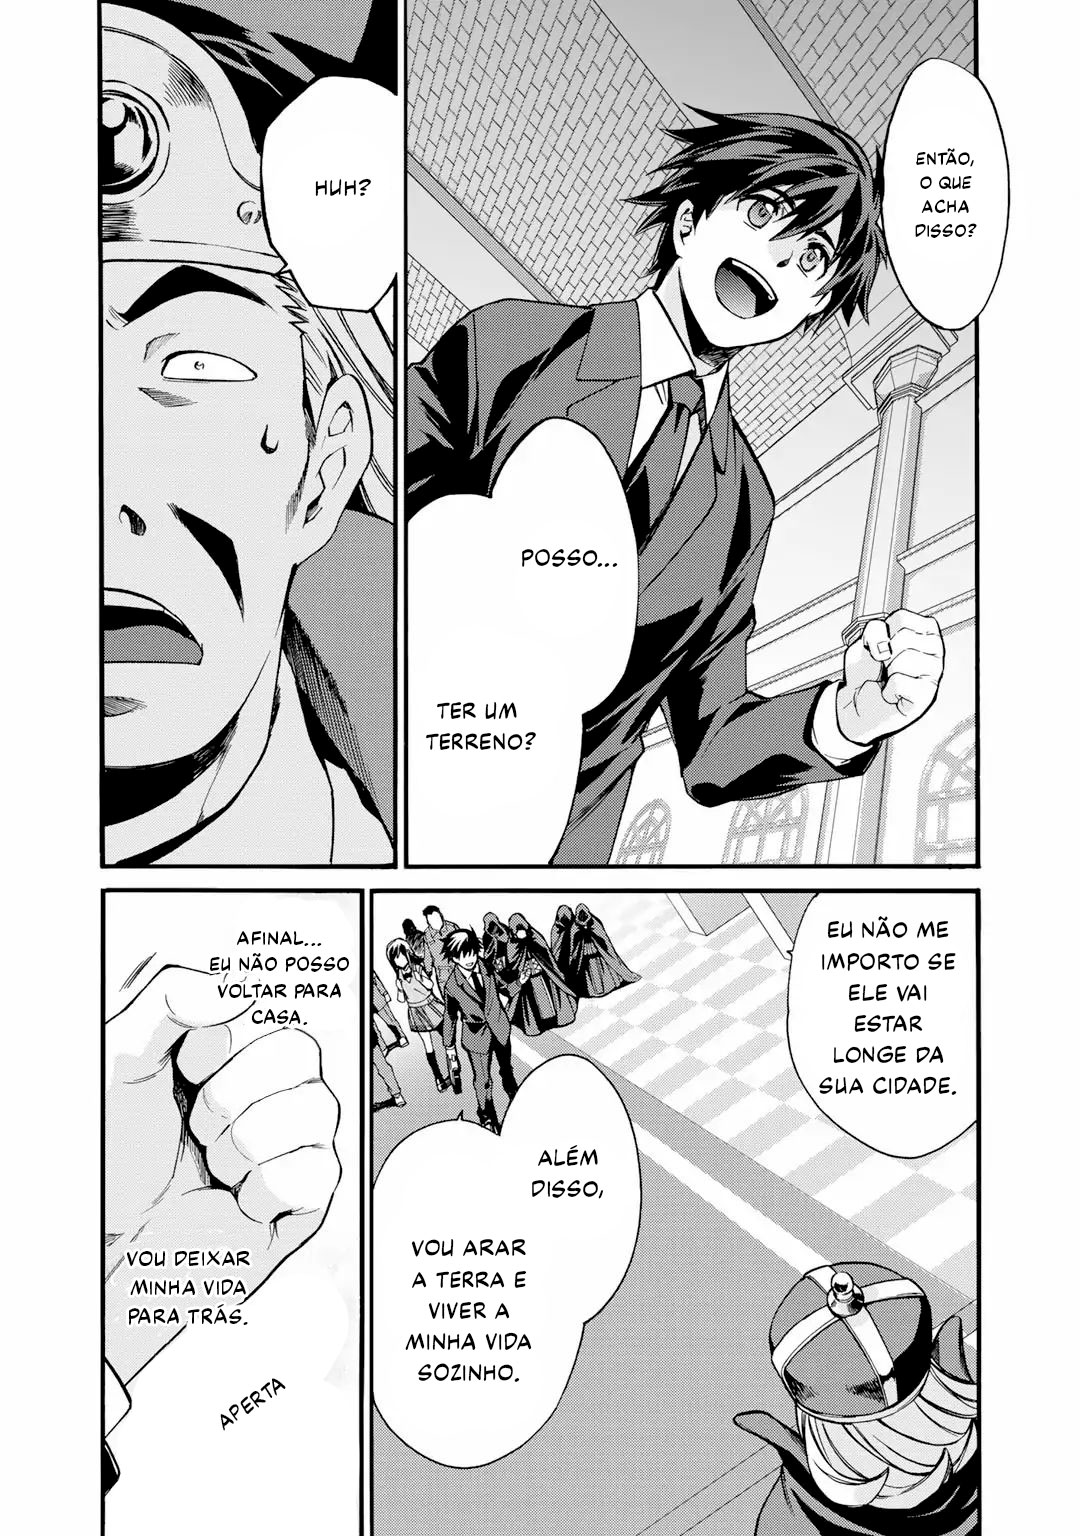 ENTÃO,
O QUE
ACHA
DISSO?
POSSO...
TER UM
TERRENO?
HUH?
EU NÃO ME
IMPORTO SE
ELE VAI
ESTAR
LONGE DA
SUA CIDADE.
ALÉM
DISSO,
VOU ARAR
A TERRA E
VIVER A
MINHA VIDA
SOZINHO.
AFINAL...
EU NÃO POSSO
VOLTAR PARA
CASA.
VOU DEIXAR
MINHA VIDA
PARA TRÁS.
APERTA